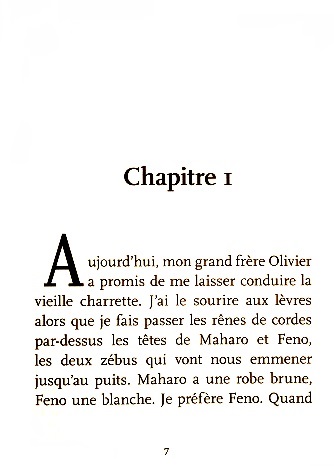 Chapitre 1
Aujourd'hui, mon grand frère Olivier
a promis de me laisser conduire la
vieille charrette. J'ai le sourire aux lèvres
alors que je fais passer les rênes de cordes
par-dessus les têtes de Maharo et Feno,
les deux zébus qui vont nous emmener
jusqu'au puits. Maharo a une robe brune,
Feno une blanche. Je préfère Feno. Quand
7